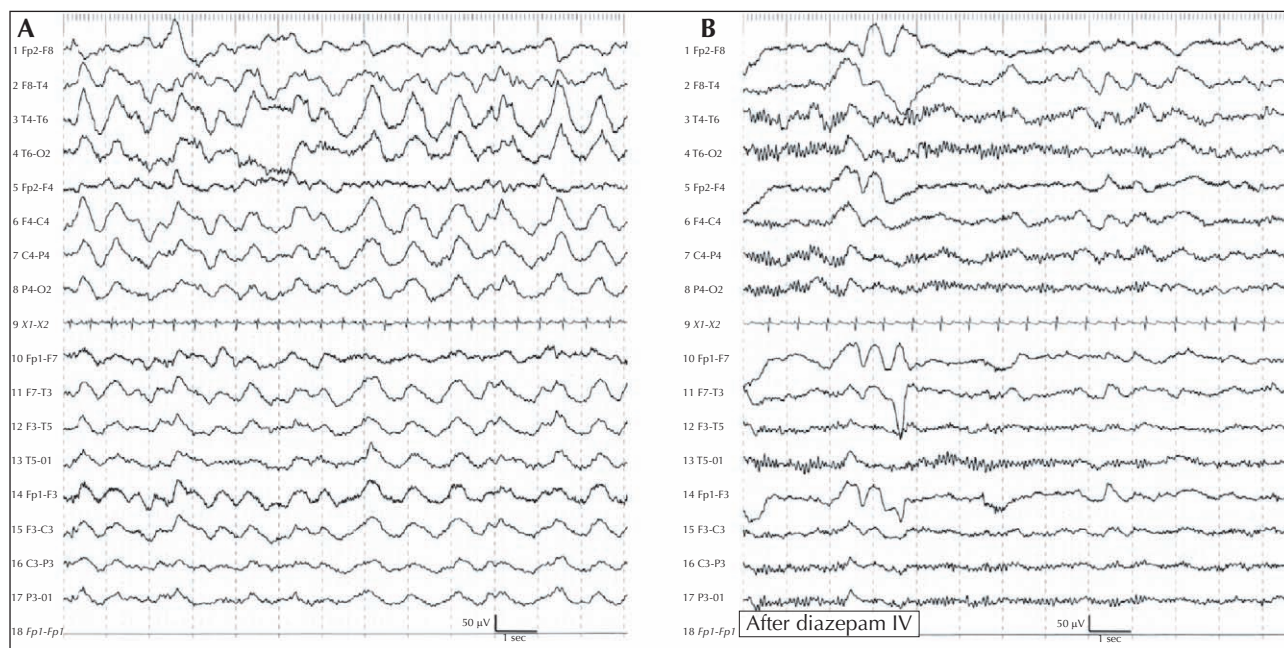 A
1 Fp2-F8
2 F8-T4
3 T4-T6
4 T6-O2
5 Fp2-F4
6 F4-C4
7 C4-P4
8 P4-O2
9 X1-X2
10 Fp1-F7
11 F7-T3
12 F3-T5
13 T5-01
14 Fp1-F3
15 F3-C3
16 C3-P3
17 P3-01
18 Fp1-Fp1
50 μV
1 sec
B
1 Fp2-F8
2 F8-T4
3 T4-T6
4 T6-O2
5 Fp2-F4
6 F4-C4
7 C4-P4
8 P4-O2
9 X1-X2
10 Fp1-F7
11 F7-T3
12 F3-T5
13 T5-01
14 Fp1-F3
15 F3-C3
16 C3-P3
17 P3-01
18 Fp1-Fp1
After diazepam IV
50 μV
1 sec